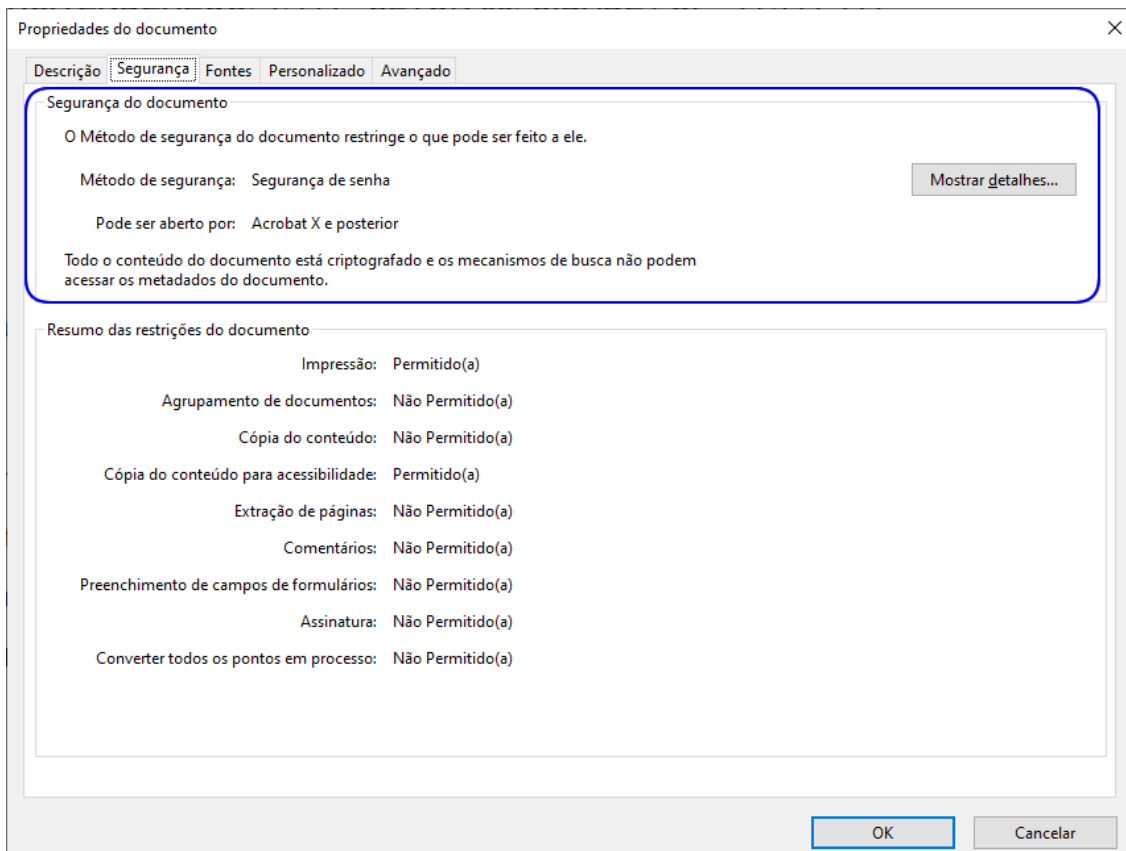 Propriedades do documento
Descrição Segurança Fontes Personalizado Avançado
Segurança do documento
O Método de segurança do documento restringe o que pode ser feito a ele.
Método de segurança: Segurança de senha
Mostrar detalhes...
Pode ser aberto por: Acrobat X e posterior
Todo o conteúdo do documento está criptografado e os mecanismos de busca não podem
acessar os metadados do documento.
Resumo das restrições do documento
Impressão: Permitido(a)
Agrupamento de documentos: Não Permitido(a)
Cópia do conteúdo: Não Permitido(a)
Cópia do conteúdo para acessibilidade: Permitido(a)
Extração de páginas: Não Permitido(a)
Comentários: Não Permitido(a)
Preenchimento de campos de formulários: Não Permitido(a)
Assinatura: Não Permitido(a)
Converter todos os pontos em processo: Não Permitido(a)
OK Cancelar